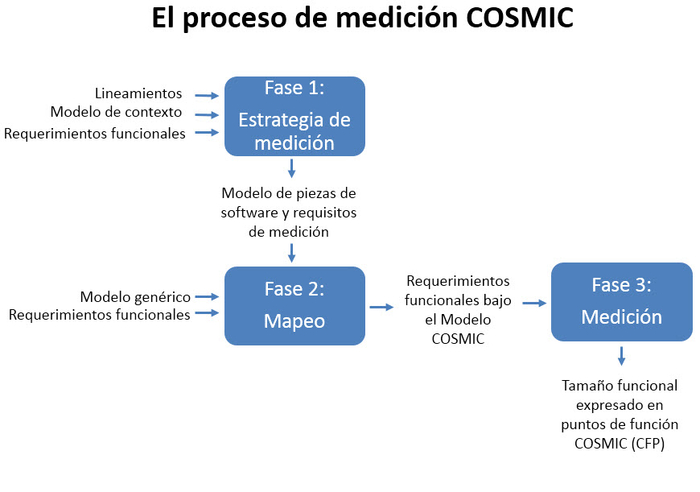 El proceso de medición COSMIC
Lineamientos
Modelo de contexto
Requerimientos funcionales
Fase 1:
Estrategia de
medición
Modelo de piezas de
software y requisitos
de medición
Modelo genérico
Requerimientos funcionales
Fase 2:
Mapeo
Requerimientos
funcionales bajo
el Modelo
COSMIC
Fase 3:
Medición
Tamaño funcional
expresado en
puntos de función
COSMIC (CFP)